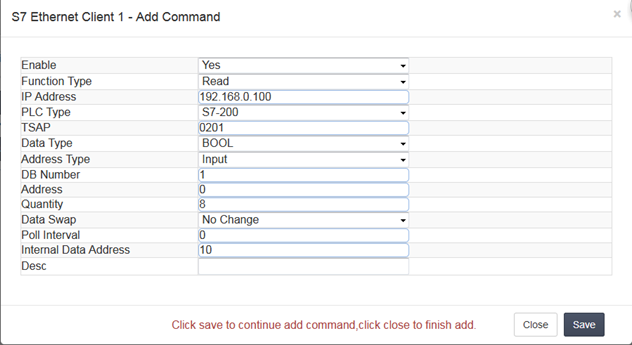 S7 Ethernet Client 1 - Add Command ×
Enable Yes
Function Type Read
IP Address 192.168.0.100
PLC Type S7-200
TSAP 0201
Data Type BOOL
Address Type Input
DB Number 1
Address 0
Quantity 8
Data Swap No Change
Poll Interval 0
Internal Data Address 10
Desc
Click save to continue add command,click close to finish add. Close Save